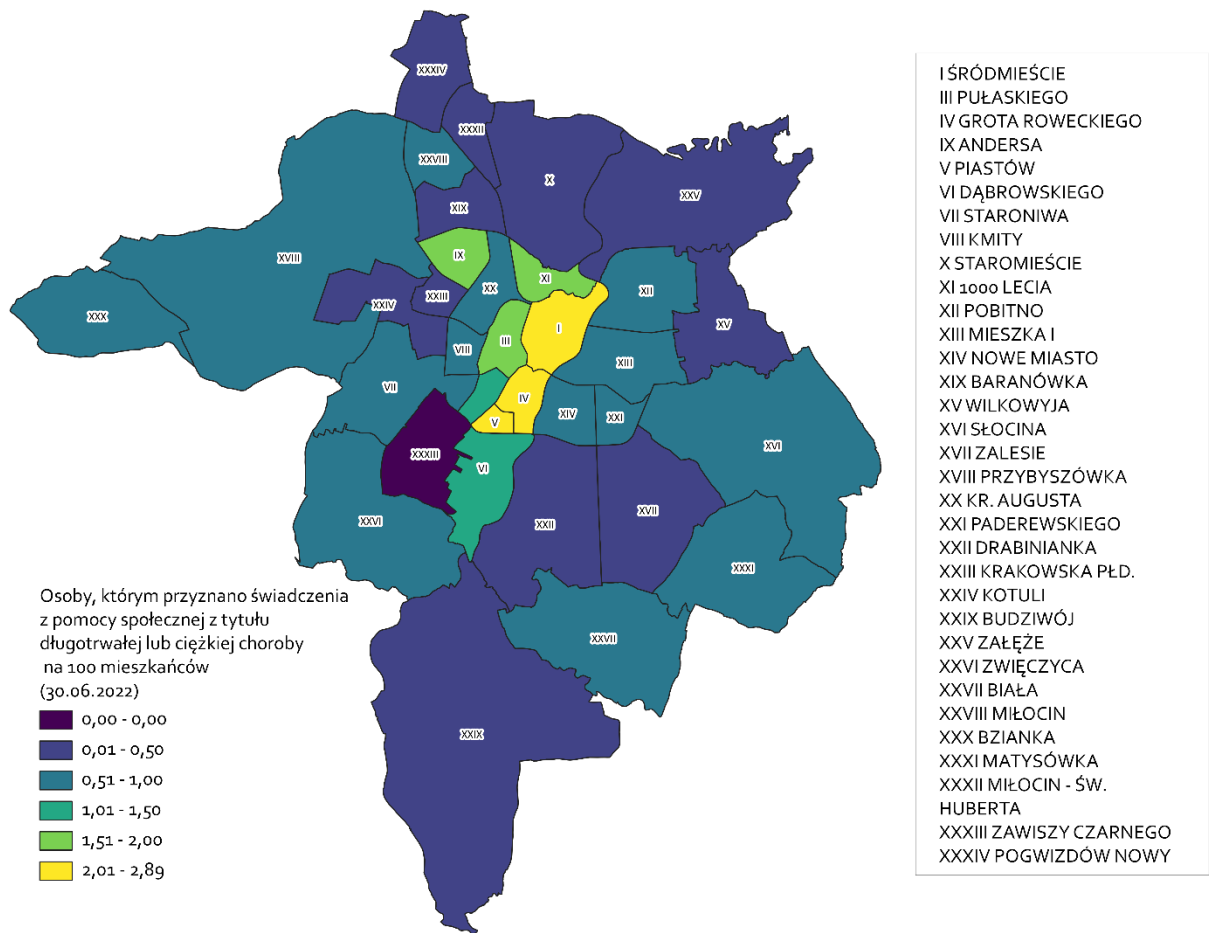 XXXIV
XXXII
XXVIII
X
XXV
XIX
IX
XVIII
XI
XX
XII
XXIII
XXIV
XV
XXX
I
III
VIII
XIII
VII
IV
XIV
XXI
V
XVI
XXXIII
VI
XXVI
XXII
XVII
XXXI
XXVII
XXIX
Osoby, którym przyznano świadczenia
z pomocy społecznej z tytułu
długotrwałej lub ciężkiej choroby
na 100 mieszkańców
(30.06.2022)
0,00 - 0,00
0,01 - 0,50
0,51 - 1,00
1,01 - 1,50
1,51 - 2,00
2,01 - 2,89
I ŚRÓDMIEŚCIE
III PUŁASKIEGO
IV GROTA ROWECKIEGO
IX ANDERSA
V PIASTÓW
VI DĄBROWSKIEGO
VII STARONIWA
VIII KMITY
X STAROMIEŚCIE
XI 1000 LECIA
XII POBITNO
XIII MIESZKA I
XIV NOWE MIASTO
XIX BARANÓWKA
XV WILKOWYJA
XVI SŁOCINA
XVII ZALESIE
XVIII PRZYBYSZÓWKA
XX KR. AUGUSTA
XXI PADEREWSKIEGO
XXII DRABINIANKA
XXIII KRAKOWSKA PŁD.
XXIV KOTULI
XXIX BUDZIWÓJ
XXV ZAŁĘŻE
XXVI ZWIĘCZYCA
XXVII BIAŁA
XXVIII MIŁOCIN
XXX BZIANKA
XXXI MATYSÓWKA
XXXII MIŁOCIN - ŚW.
HUBERTA
XXXIII ZAWISZY CZARNEGO
XXXIV POGWIZDÓW NOWY